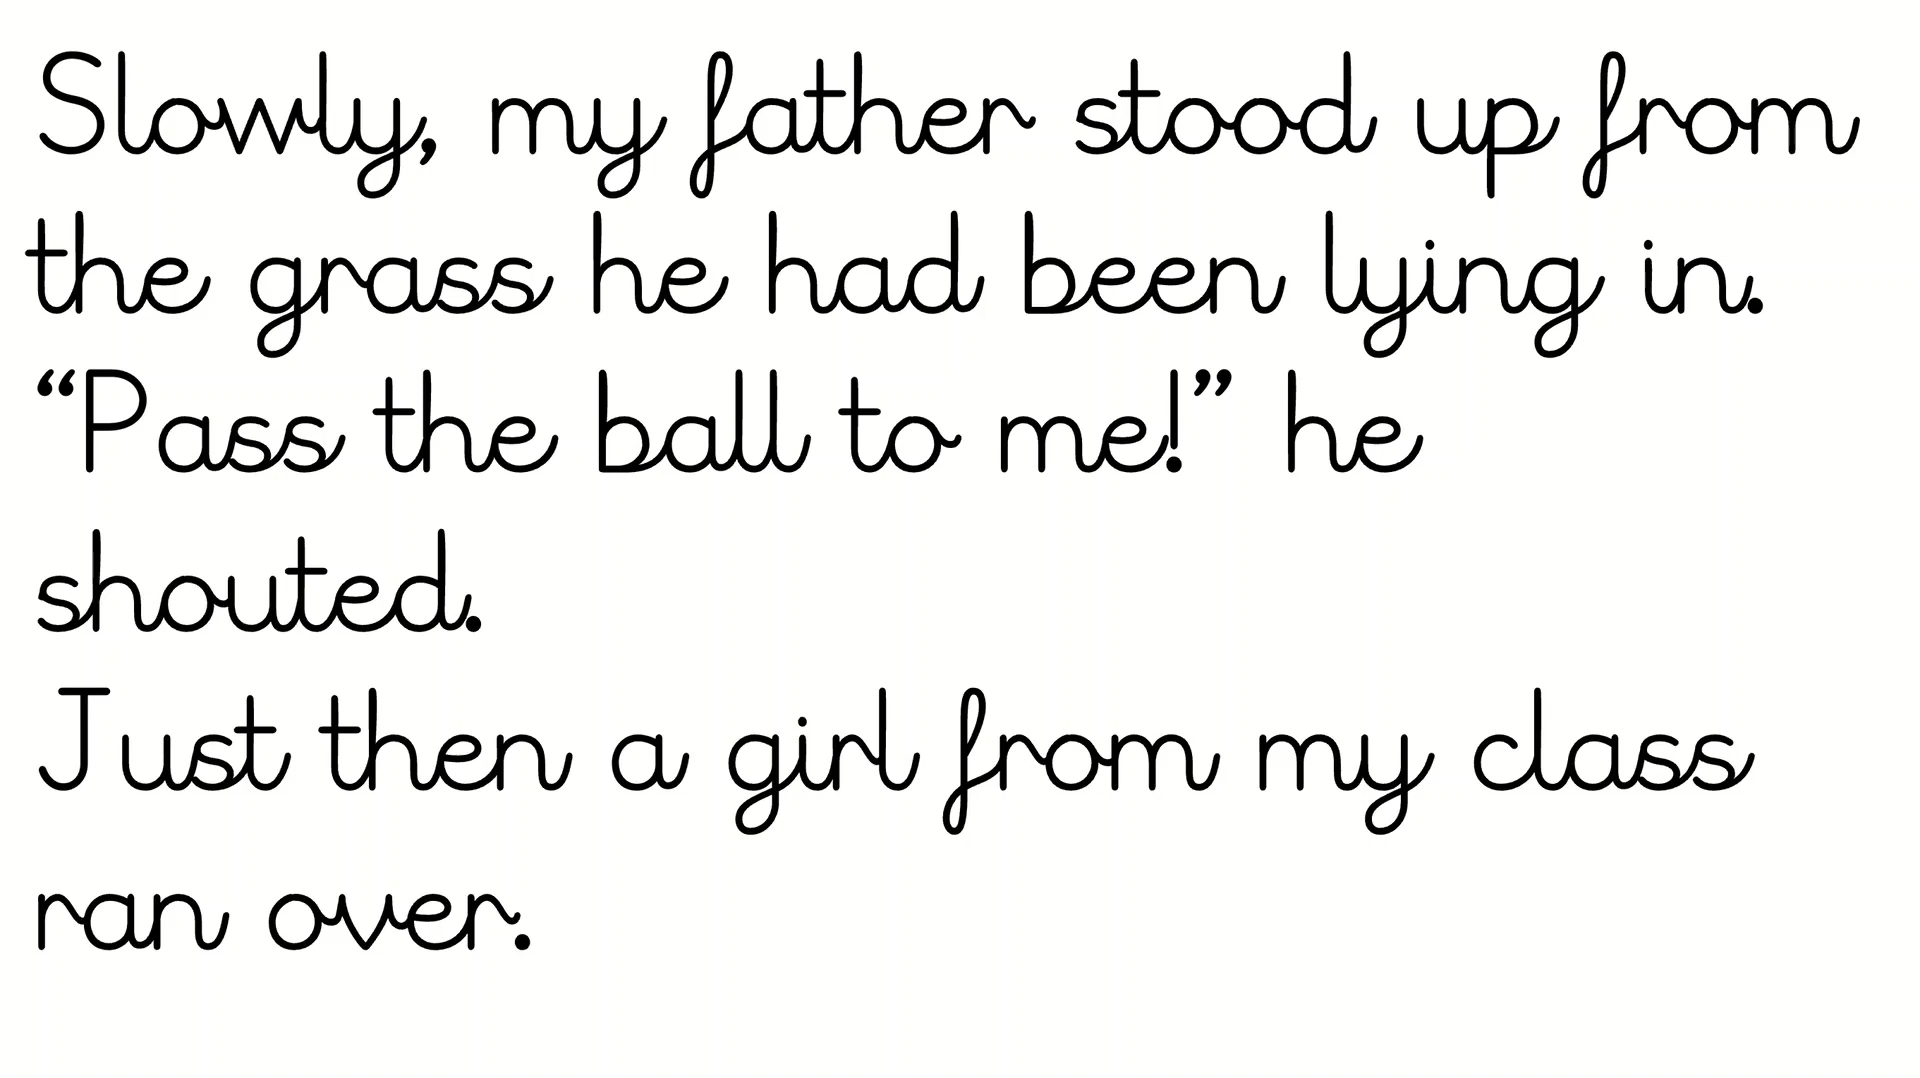 Slowly, my father stood up from
the grass he had been lying in.
“Pass the ball to me!” he
shouted.
Just then a girl from my class
ran over.